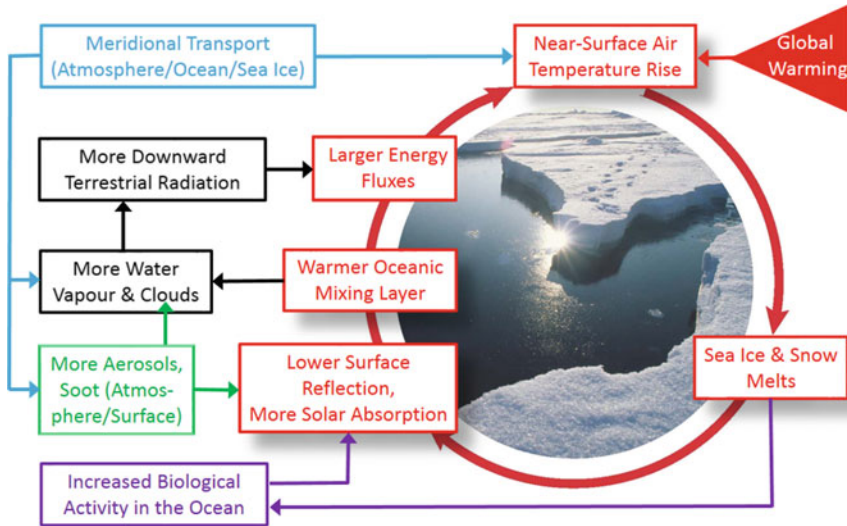 Meridional Transport
(Atmosphere/Ocean/Sea Ice)
Near-Surface Air
Temperature Rise
Global
Warming
More Downward
Terrestrial Radiation
Larger Energy
Fluxes
More Water
Vapour & Clouds
Warmer Oceanic
Mixing Layer
More Aerosols,
Soot (Atmos-
phere/Surface)
Lower Surface
Reflection,
More Solar Absorption
Sea Ice & Snow
Melts
Increased Biological
Activity in the Ocean